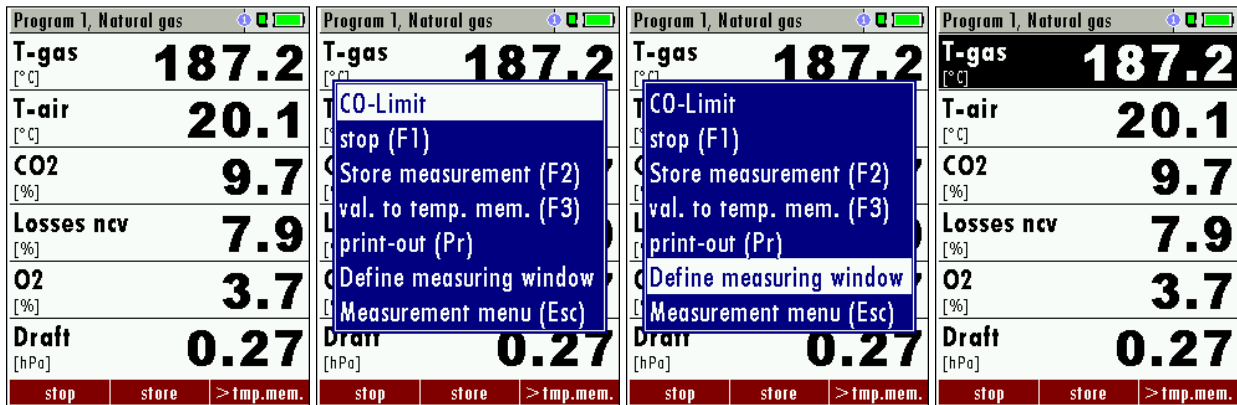 Program 1, Natural gas
T-gas 187.2
[°C]
T-air 20.1
[°C]
CO2 9.7
[%]
Losses ncv 7.9
[%]
O2 3.7
[%]
Draft 0.27
[hPa]
stop store >tmp.mem.
Program 1, Natural gas
T-gas 187.2
[°C]
CO-Limit
stop (F1)
Store measurement (F2)
val. to temp. mem. (F3)
print-out (Pr)
Define measuring window
Measurement menu (Esc)
Draft 0.27
[hPa]
stop store >tmp.mem.
Program 1, Natural gas
T-gas 187.2
[°C]
CO-Limit
stop (F1)
Store measurement (F2)
val. to temp. mem. (F3)
print-out (Pr)
Define measuring window
Measurement menu (Esc)
Draft 0.27
[hPa]
stop store >tmp.mem.
Program 1, Natural gas
T-gas 187.2
[°C]
T-air 20.1
[°C]
CO2 9.7
[%]
Losses ncv 7.9
[%]
O2 3.7
[%]
Draft 0.27
[hPa]
stop store >tmp.mem.